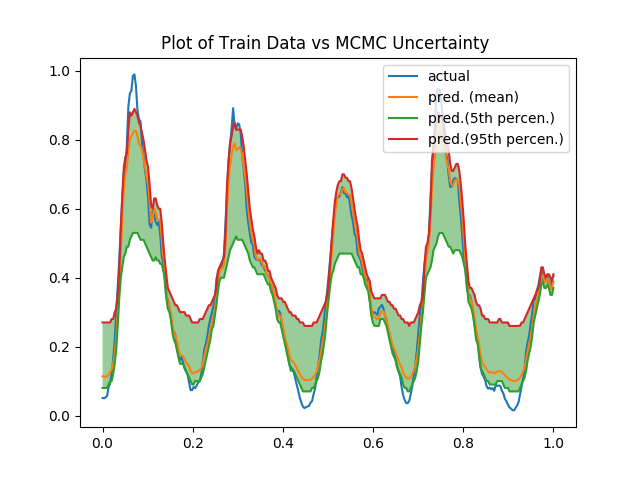 Plot of Train Data vs MCMC Uncertainty
actual
pred. (mean)
pred.(5th percen.)
pred.(95th percen.)
1.0
0.8
0.6
0.4
0.2
0.0
0.0 0.2 0.4 0.6 0.8 1.0